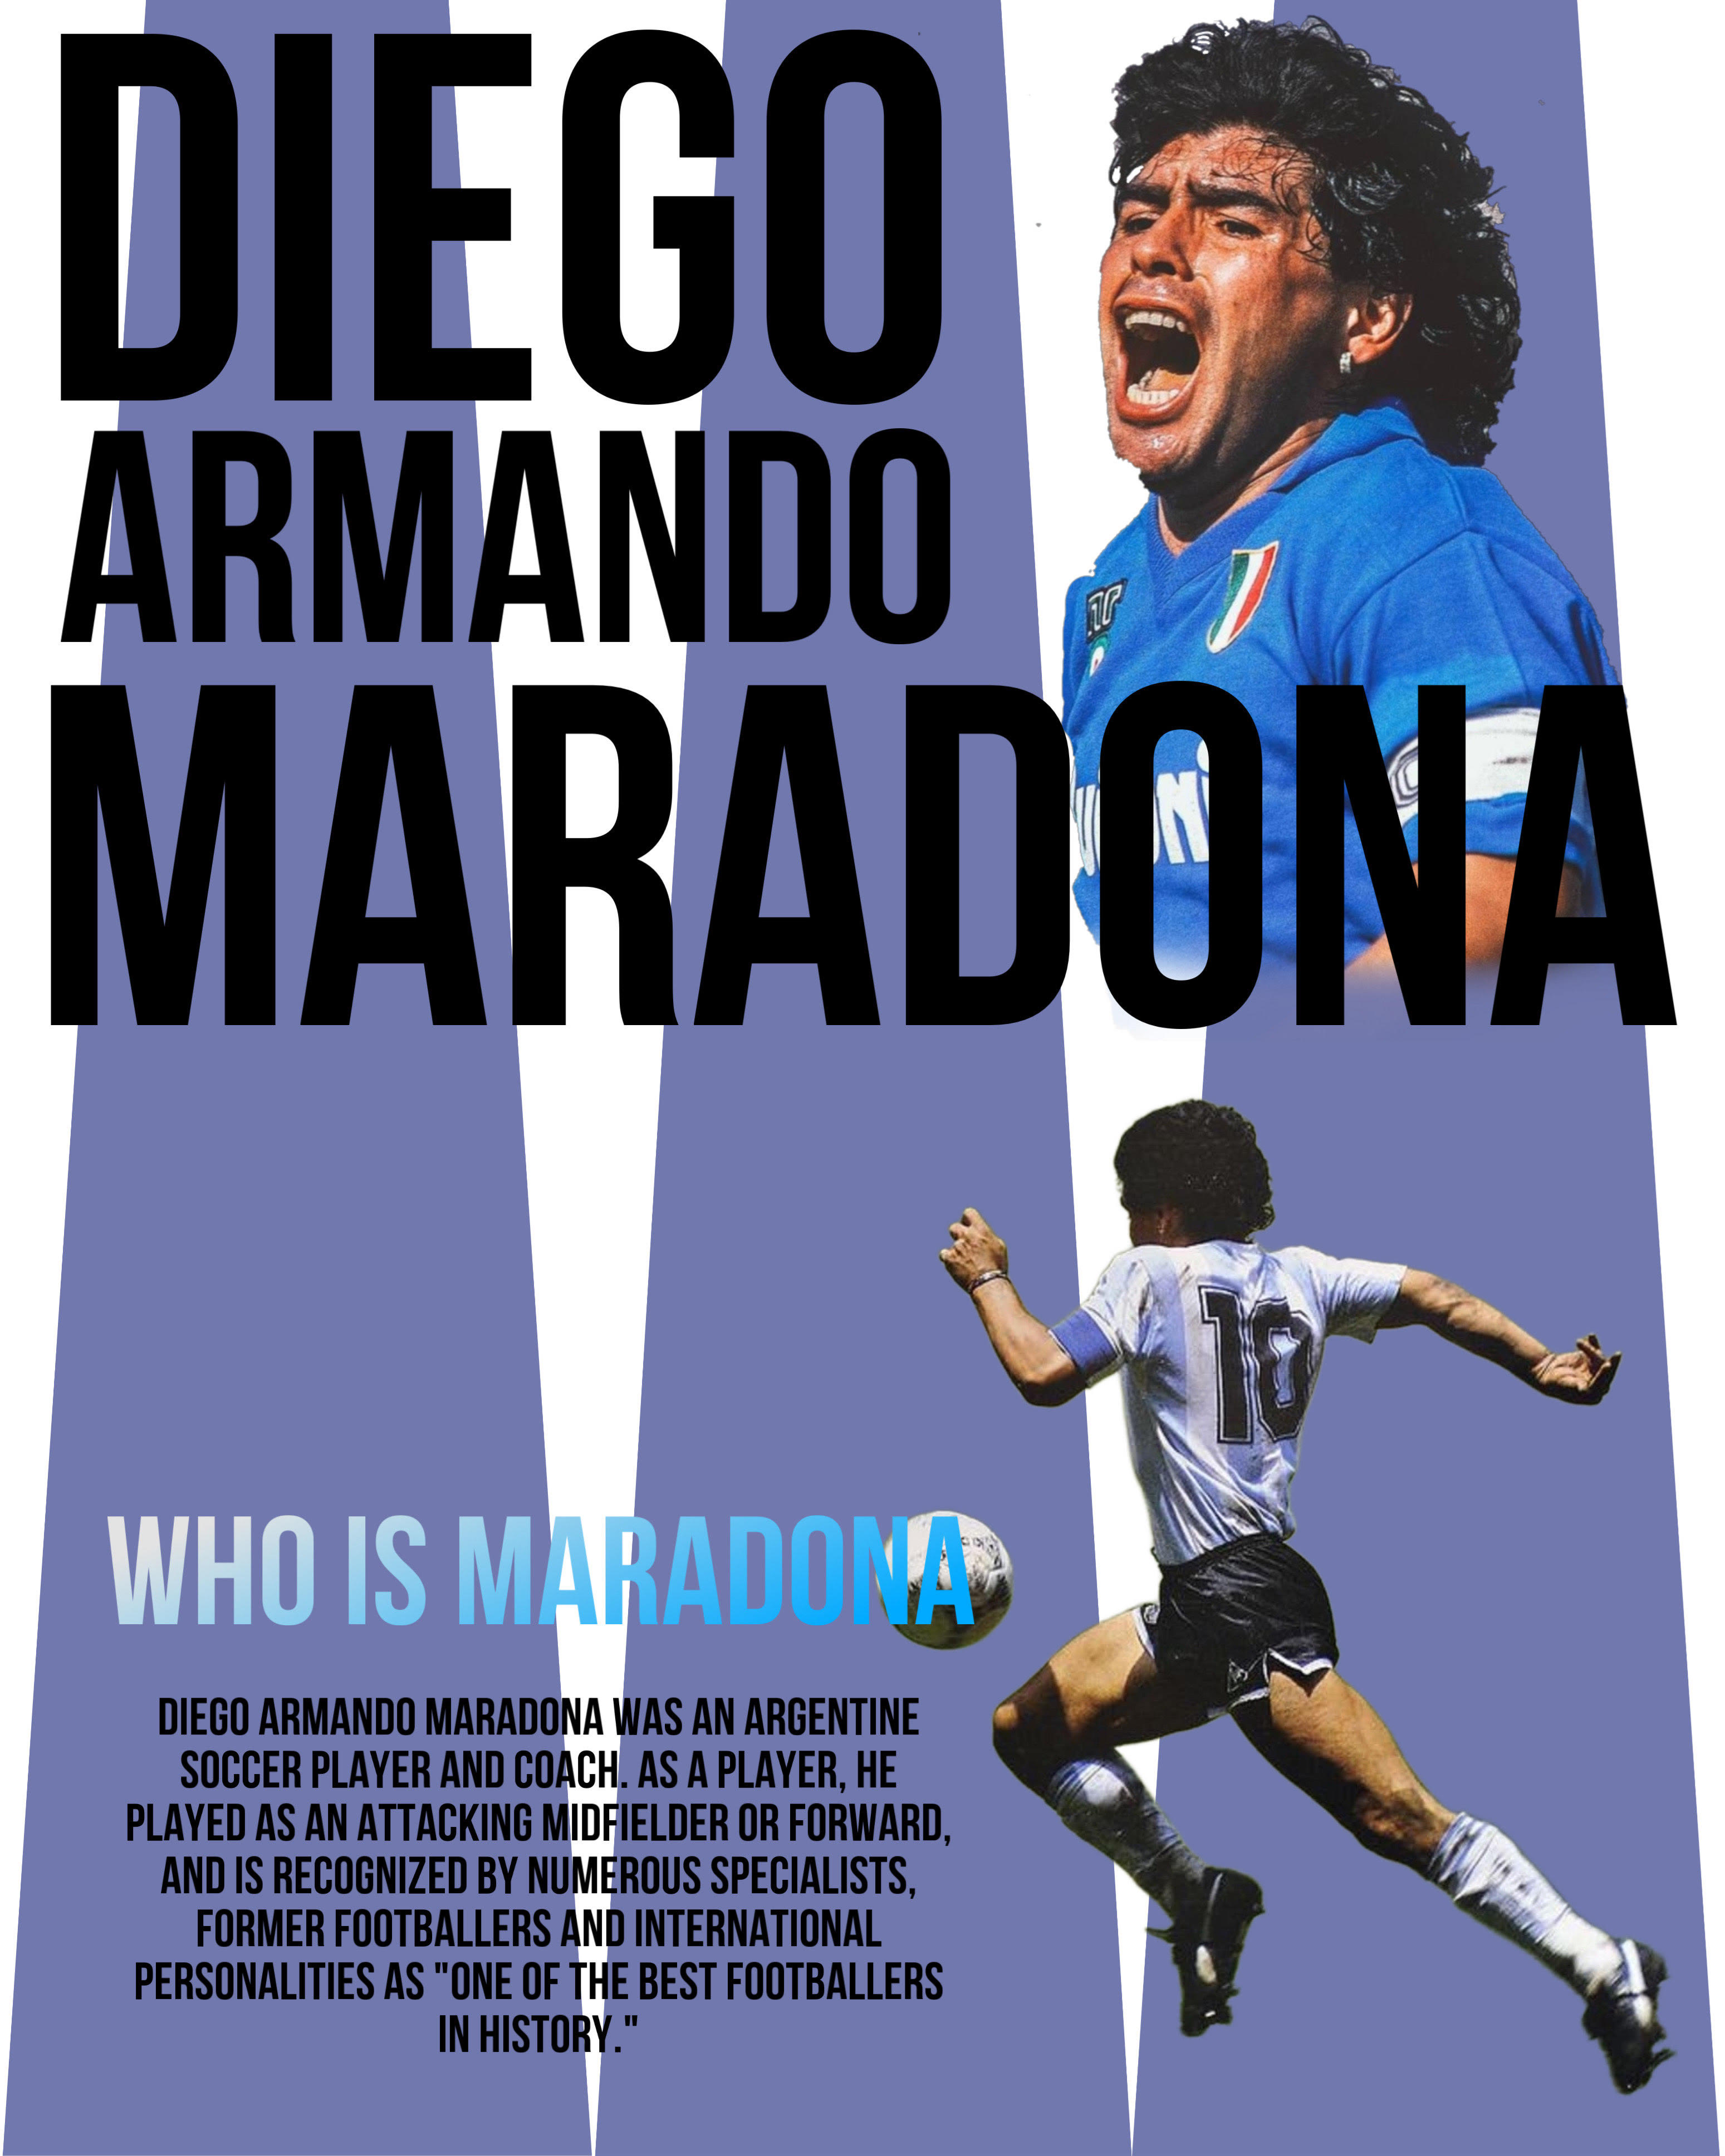 DIEGO
ARMANDO
MARADONA
10
WHO IS MARADONA
DIEGO ARMANDO MARADONA WAS AN ARGENTINE
SOCCER PLAYER AND COACH. AS A PLAYER, HE
PLAYED AS AN ATTACKING MIDFIELDER OR FORWARD,
AND IS RECOGNIZED BY NUMEROUS SPECIALISTS,
FORMER FOOTBALLERS AND INTERNATIONAL
PERSONALITIES AS "ONE OF THE BEST FOOTBALLERS
IN HISTORY."